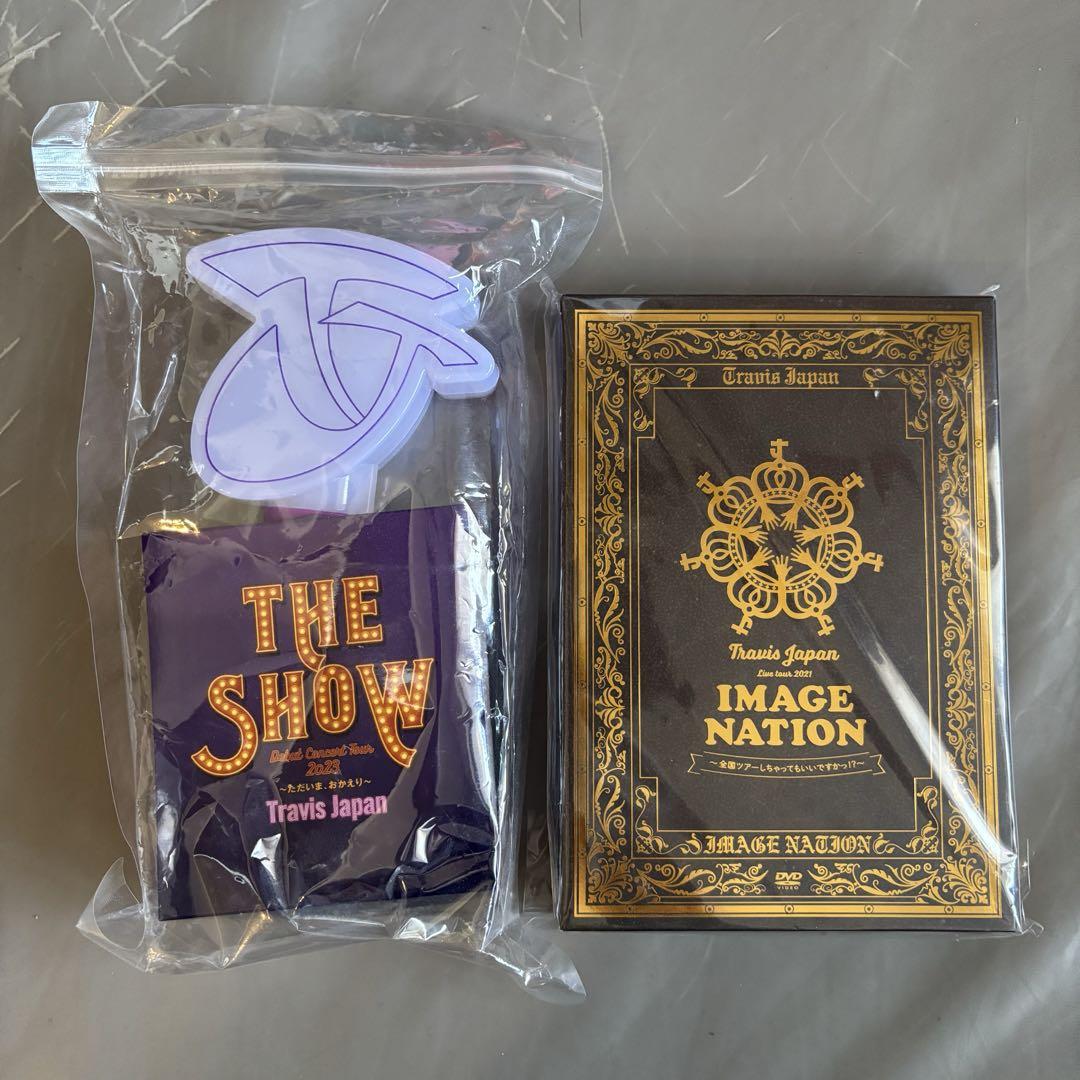 THE
SHOW
Debut Concert Tour
2023
～ただいま、おかえり～
Travis Japan
Travis Japan
Travis Japan
Live tour 2021
IMAGE
NATION
～全国ツアーしちゃってもいいですかっ!?～
IMAGE NATION
DVD
VIDEO